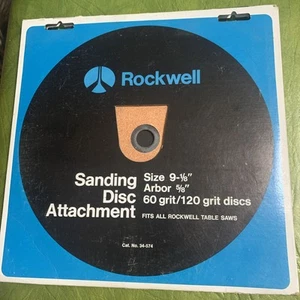 Rockwell
Sanding
Disc
Attachment
Size 9-⅛"
Arbor ⅝"
60 grit/120 grit discs
FITS ALL ROCKWELL TABLE SAWS
Cat. No. 34-574